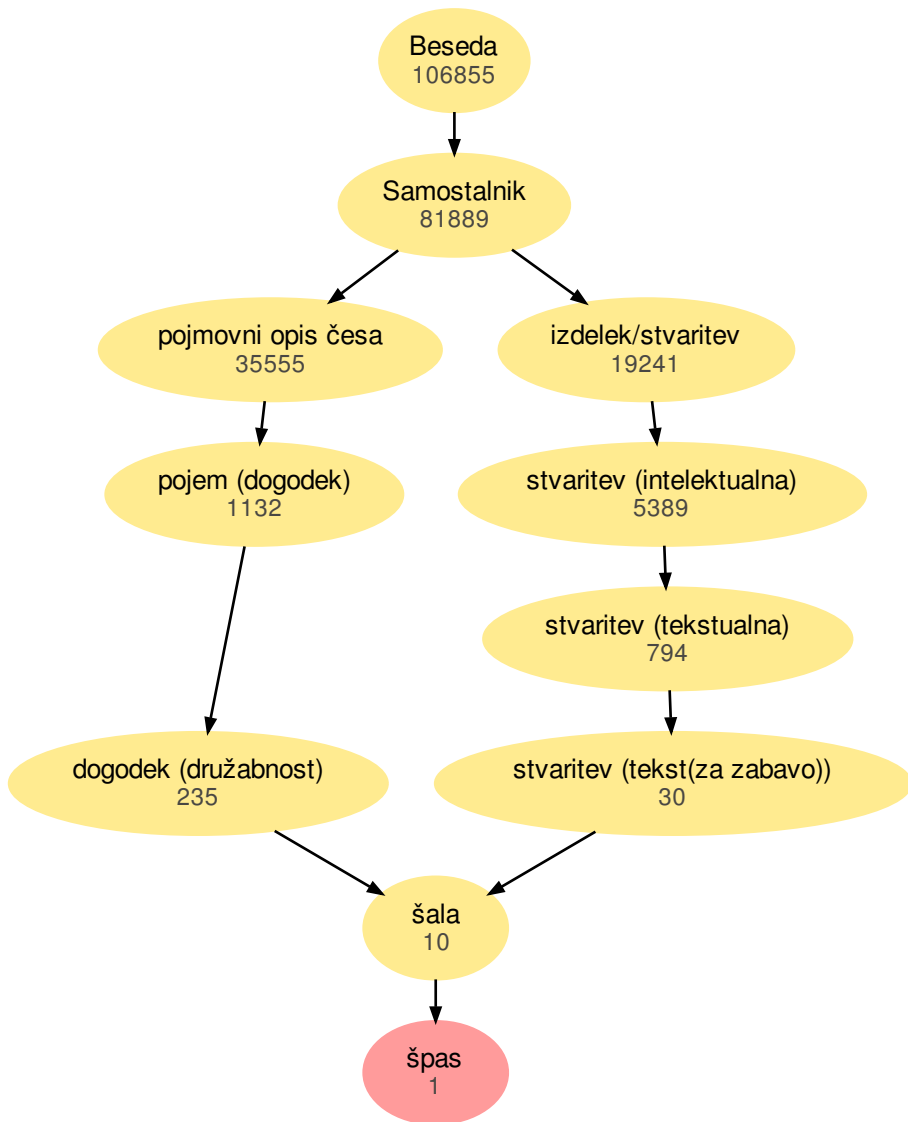 Beseda
106855
Samostalnik
81889
pojmovni opis česa
35555
izdelek/stvaritev
19241
pojem (dogodek)
1132
stvaritev (intelektualna)
5389
stvaritev (tekstualna)
794
dogodek (družabnost)
235
stvaritev (tekst(za zabavo))
30
šala
10
špas
1